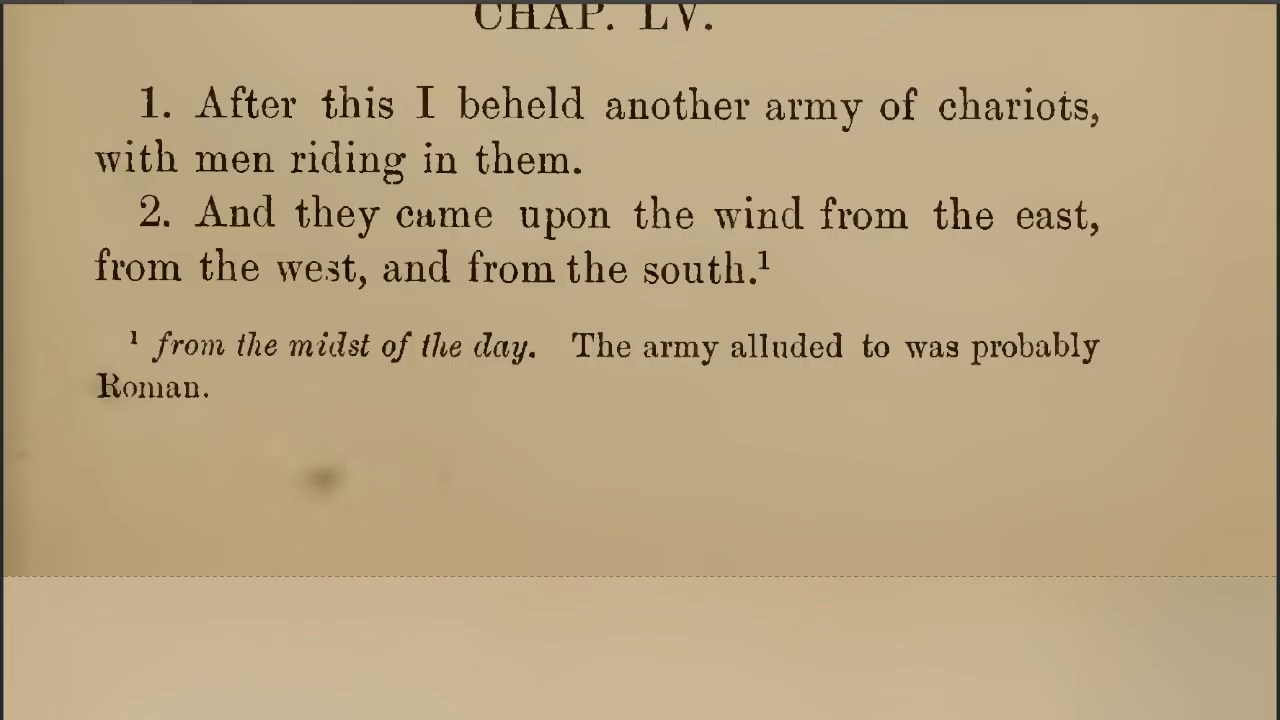 CHAP. LV.
1. After this I beheld another army of chariots,
with men riding in them.
2. And they came upon the wind from the east,
from the west, and from the south.¹
¹ from the midst of the day. The army alluded to was probably
Roman.